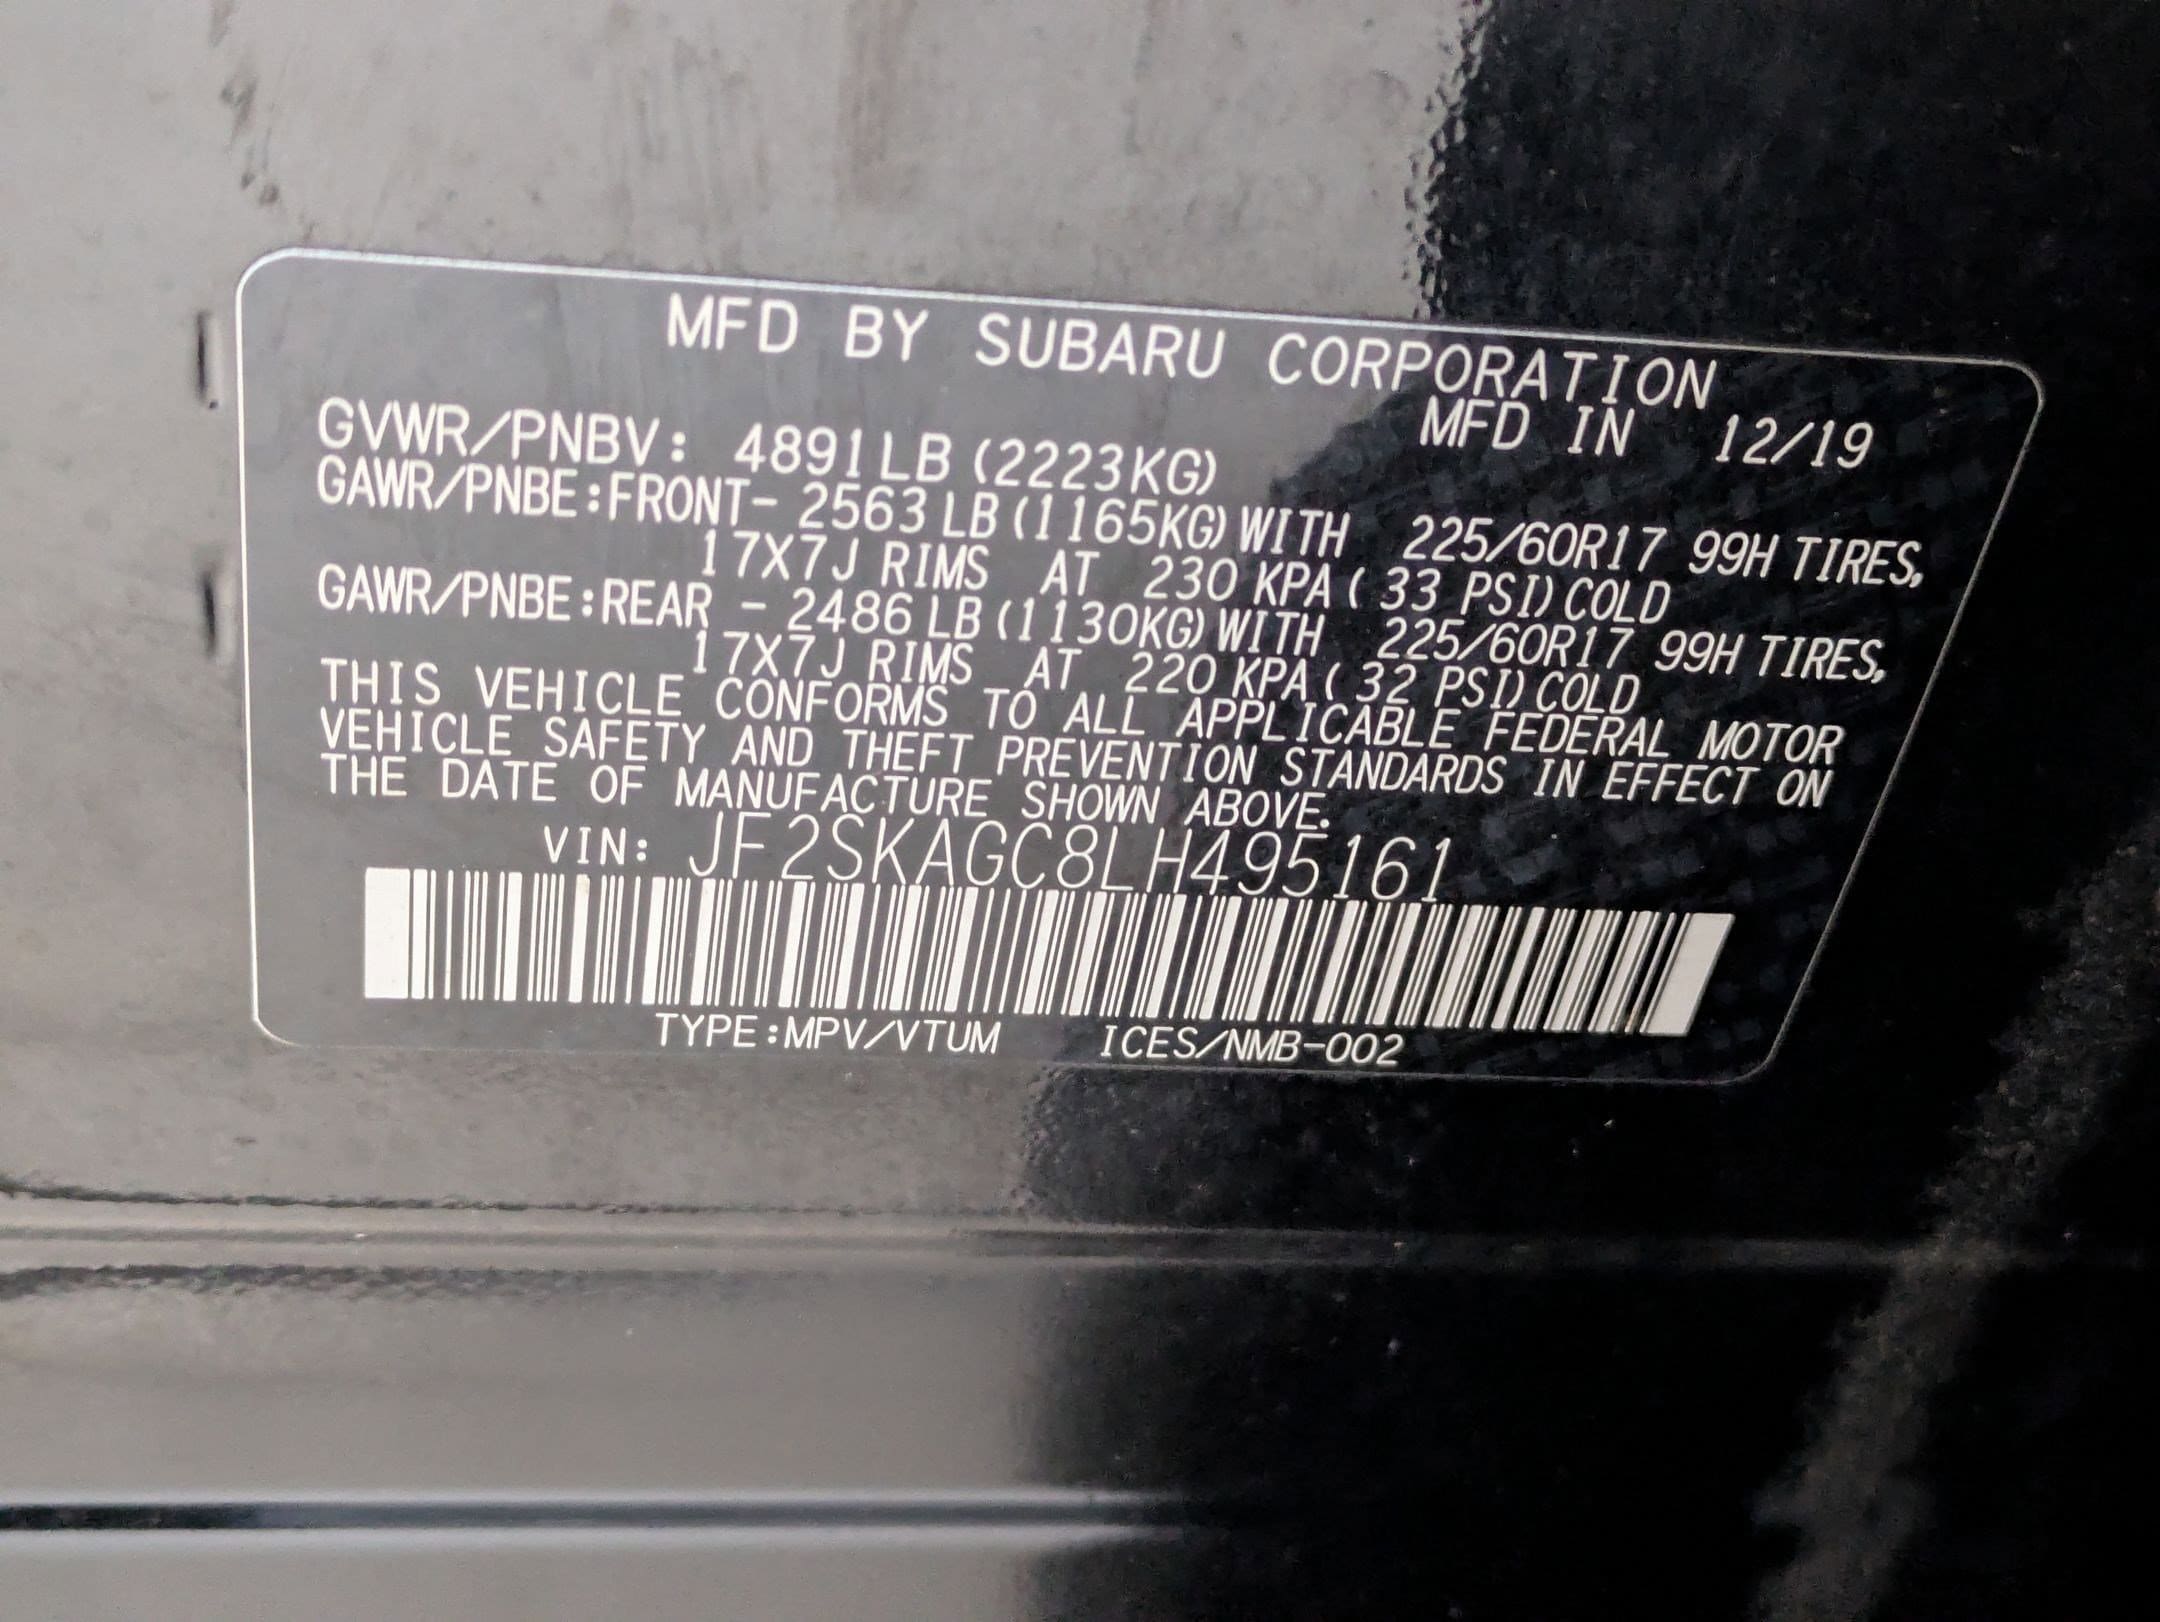 MFD BY SUBARU CORPORATION
GVWR/PNBV: 4891LB (2223KG) MFD IN 12/19
GAWR/PNBE:FRONT- 2563 LB (1165KG) WITH 225/60R17 99H TIRES,
17X7J RIMS AT 230 KPA ( 33 PSI) COLD
GAWR/PNBE:REAR - 2486 LB (1130KG) WITH 225/60R17 99H TIRES,
17X7J RIMS AT 220 KPA ( 32 PSI) COLD
THIS VEHICLE CONFORMS TO ALL APPLICABLE FEDERAL MOTOR
VEHICLE SAFETY AND THEFT PREVENTION STANDARDS IN EFFECT ON
THE DATE OF MANUFACTURE SHOWN ABOVE.
VIN: JF2SKAGC8LH495161
TYPE:MPV/VTUM ICES/NMB-002